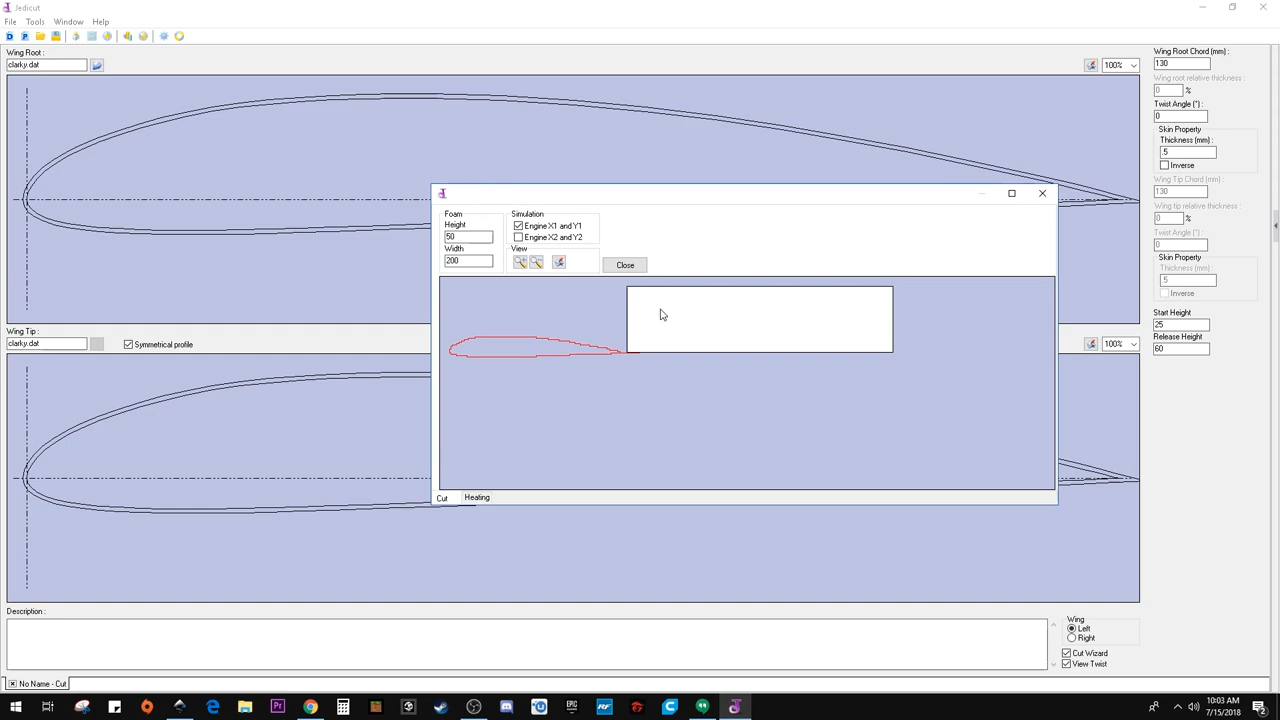 Jedicut
File Tools Window Help
Wing Root :
clarky.dat
100%
Wing Root Chord (mm) :
130
Wing root relative thickness :
0 %
Twist Angle (°) :
0
Skin Property
Thickness (mm) :
.5
Inverse
Wing Tip Chord (mm) :
130
Wing tip relative thickness :
0 %
Twist Angle (°) :
0
Skin Property
Thickness (mm) :
.5
Inverse
Start Height
25
Release Height
60
Foam
Height
50
Width
200
Simulation
Engine X1 and Y1
Engine X2 and Y2
View
Close
Cut Heating
Wing Tip :
clarky.dat
Symmetrical profile
100%
Description :
Wing
Left
Right
Cut Wizard
View Twist
No Name - Cut
10:03 AM
7/15/2018